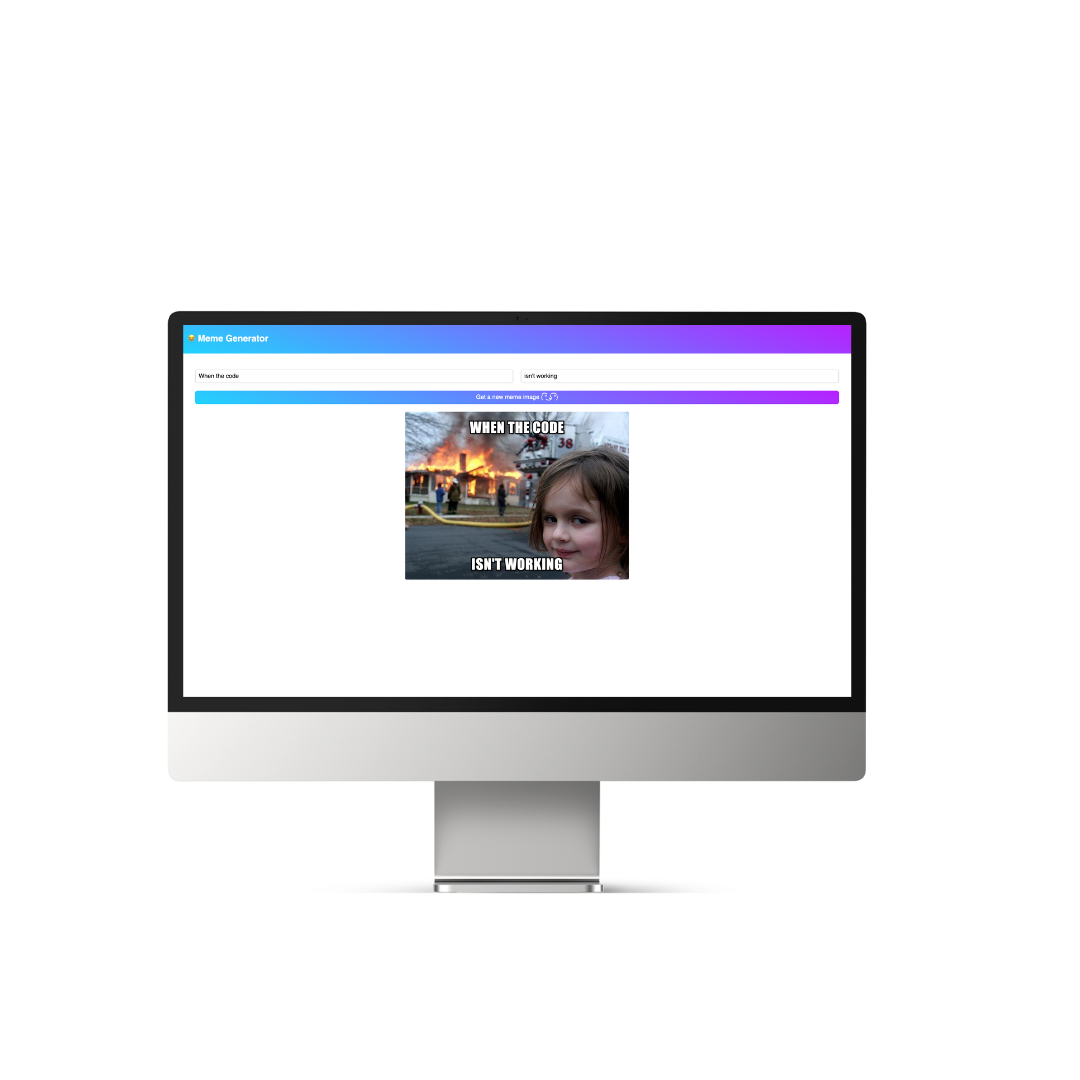 Meme Generator
When the code
isn't working
Get a new meme image
WHEN THE CODE
38
ISN'T WORKING